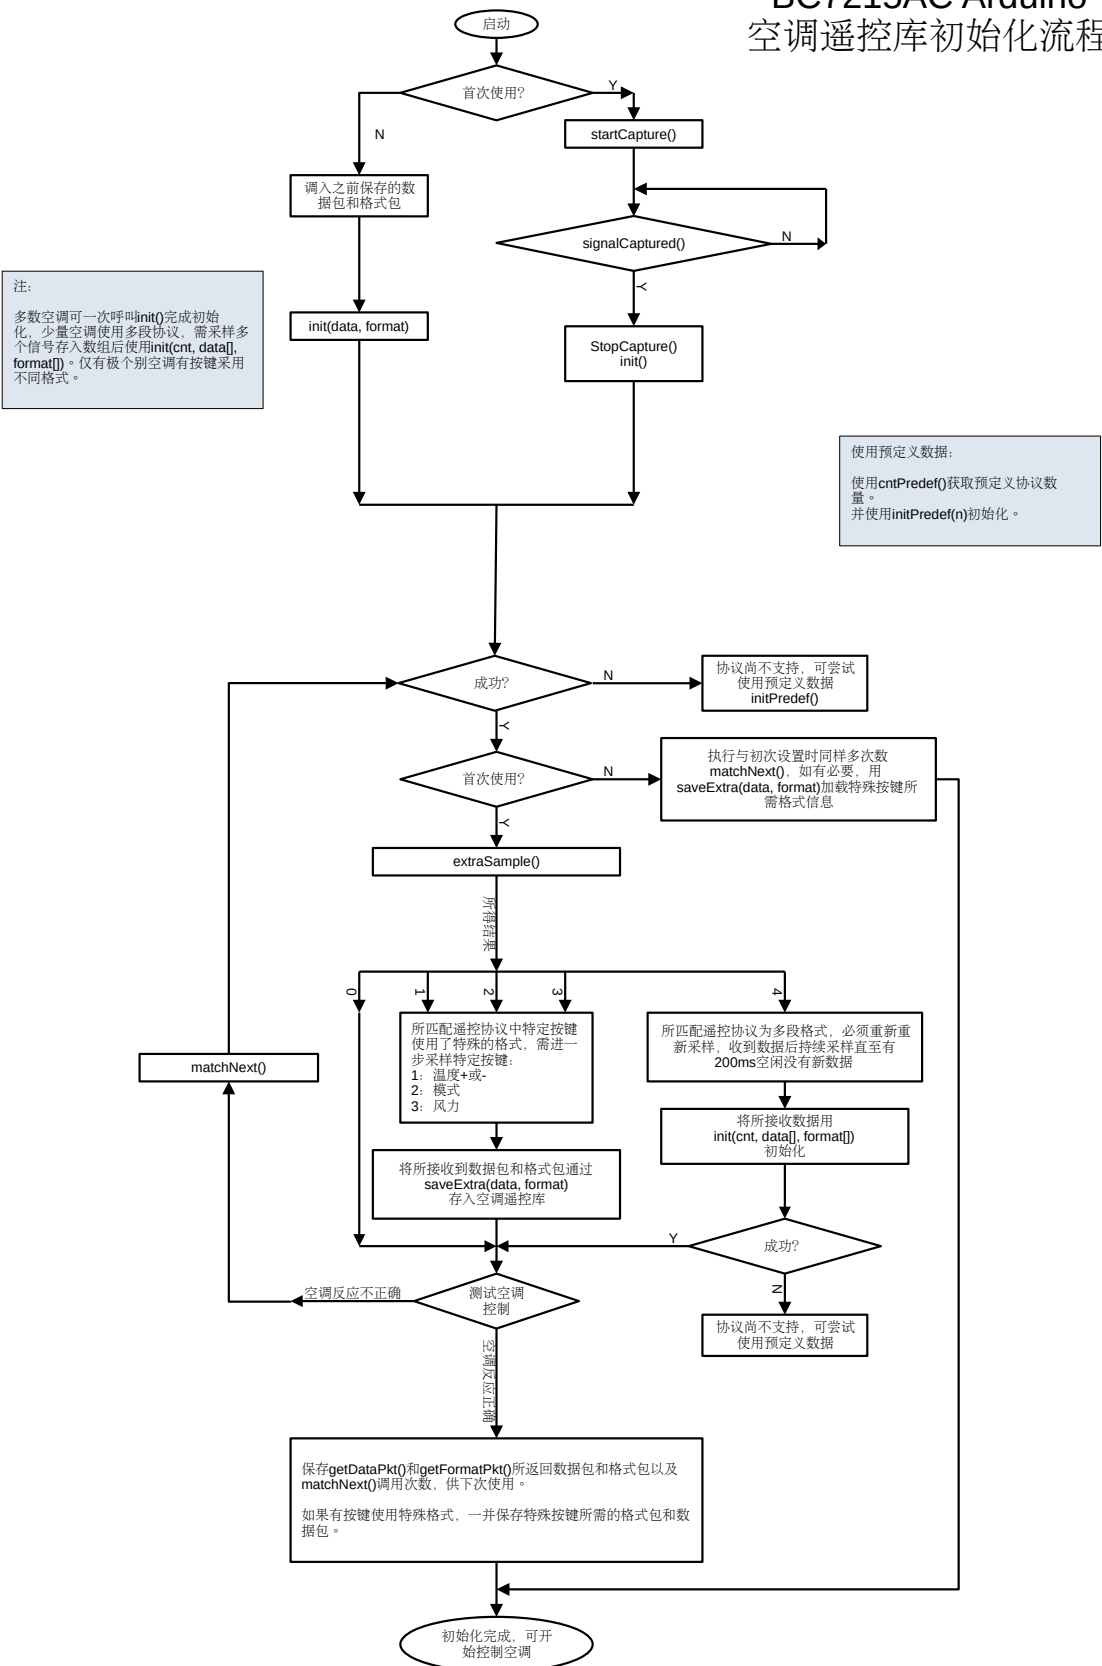 BC7215AC Arduino
空调遥控库初始化流程
启动
首次使用?
Y
N
startCapture()
调入之前保存的数
据包和格式包
signalCaptured()
N
Y
注:
多数空调可一次呼叫init()完成初始
化，少量空调使用多段协议，需采样多
个信号存入数组后使用init(cnt, data[],
format[])。仅有极个别空调有按键采用
不同格式。
init(data, format)
StopCapture()
init()
使用预定义数据:
使用cntPredef()获取预定义协议数
量。
并使用initPredef(n)初始化。
成功?
N
协议尚不支持，可尝试
使用预定义数据
initPredef()
Y
首次使用?
N
执行与初次设置时同样多次数
matchNext()，如有必要，用
saveExtra(data, format)加载特殊按键所
需格式信息
Y
extraSample()
所得结果
0
1
2
3
4
所匹配遥控协议中特定按键
使用了特殊的格式，需进一
步采样特定按键:
1: 温度+或-
2: 模式
3: 风力
所匹配遥控协议为多段格式，必须重新重
新采样，收到数据后持续采样直至有
200ms空闲没有新数据
matchNext()
将所接收数据用
init(cnt, data[], format[])
初始化
将所接收到数据包和格式包通过
saveExtra(data, format)
存入空调遥控库
Y
成功?
N
空调反应不正确
测试空调
控制
协议尚不支持，可尝试
使用预定义数据
空调反应正确
保存getDataPkt()和getFormatPkt()所返回数据包和格式包以及
matchNext()调用次数，供下次使用。
如果有按键使用特殊格式，一并保存特殊按键所需的格式包和数
据包。
初始化完成，可开
始控制空调